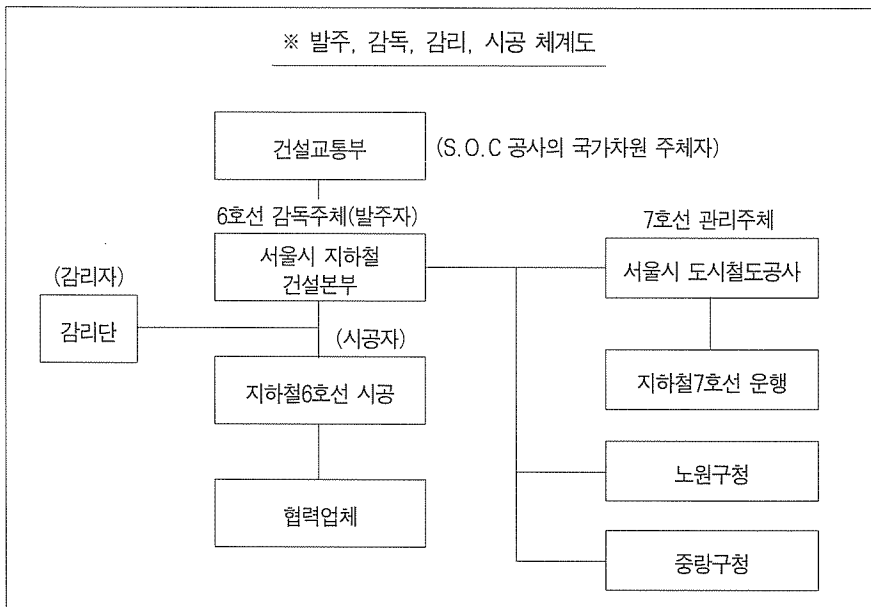 ※ 발주, 감독, 감리, 시공 체계도
건설교통부
(S.O.C 공사의 국가차원 주체자)
6호선 감독주체(발주자)
서울시 지하철
건설본부
7호선 관리주체
서울시 도시철도공사
(감리자)
감리단
(시공자)
지하철6호선 시공
지하철7호선 운행
협력업체
노원구청
중랑구청